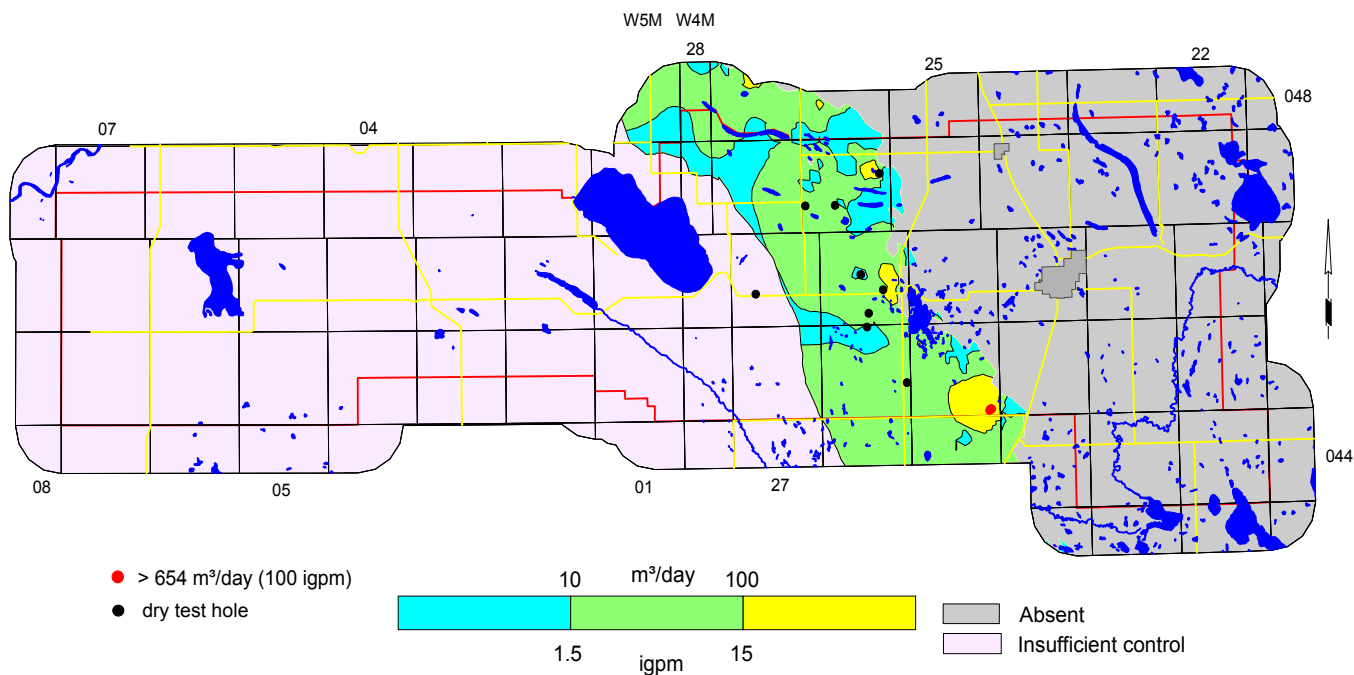 W5M W4M
28
25
22
048
07
04
08
05
01
27
044
> 654 m³/day (100 igpm)
dry test hole
10 m³/day 100
1.5 igpm 15
Absent
Insufficient control